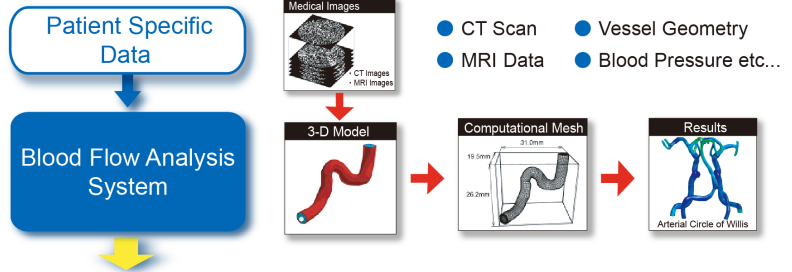 Patient Specific
Data
Blood Flow Analysis
System
Medical Images
・CT Images
・MRI Images
CT Scan
MRI Data
Vessel Geometry
Blood Pressure etc...
3-D Model
Computational Mesh
31.0mm
19.5mm
26.2mm
Results
Arterial Circle of Willis